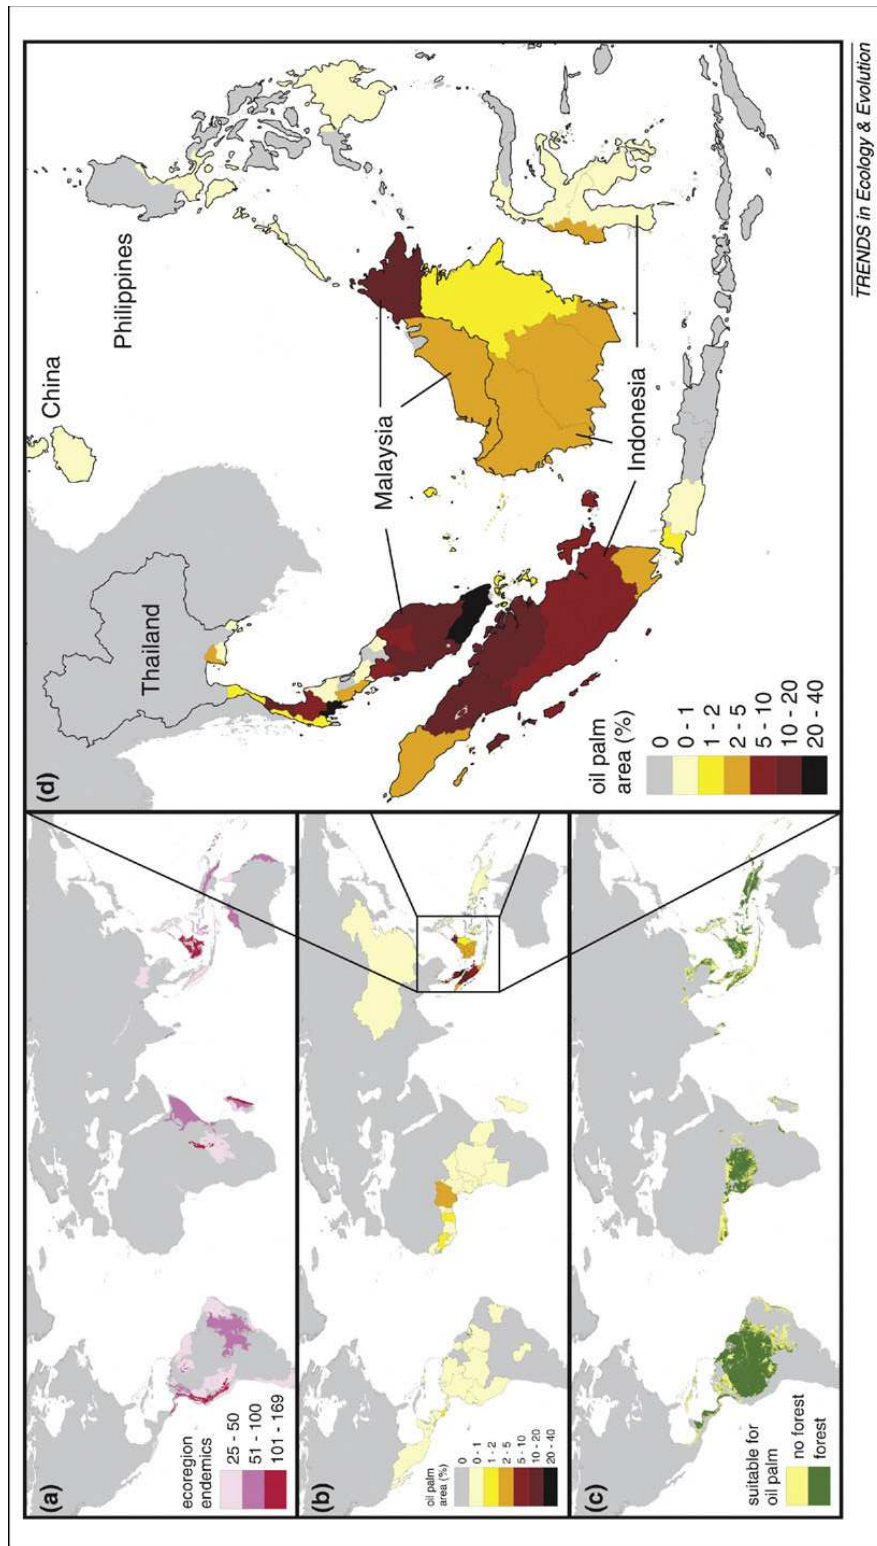 (a)
ecoregion
endemics
25 - 50
51 - 100
101 - 169
(b)
oil palm
area (%)
0
0 - 1
1 - 2
2 - 5
5 - 10
10 - 20
20 - 40
(c)
suitable for
oil palm
no forest
forest
(d)
China
Thailand
Philippines
Malaysia
Indonesia
oil palm
area (%)
0
0 - 1
1 - 2
2 - 5
5 - 10
10 - 20
20 - 40
TRENDS in Ecology & Evolution